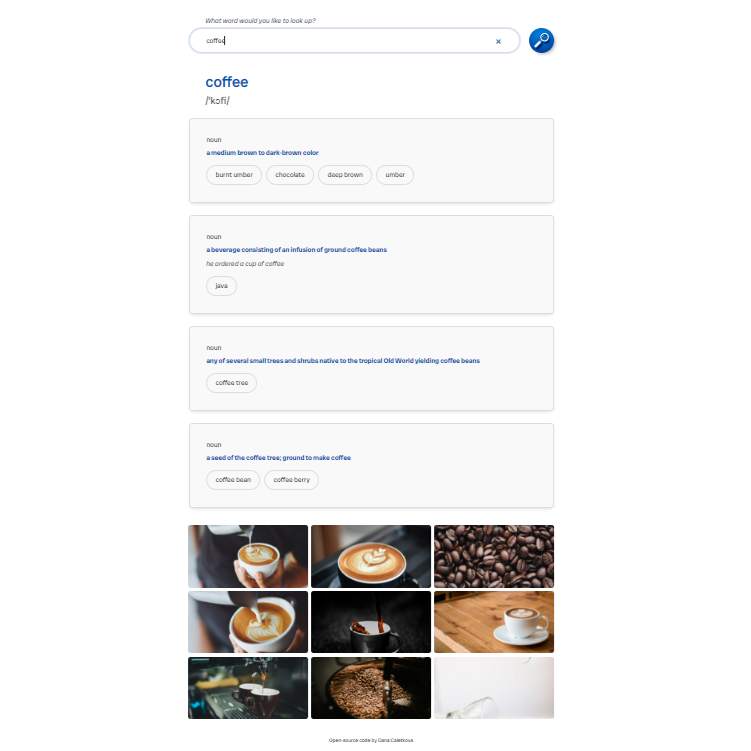 What word would you like to look up?
coffee
coffee
/'kɔfi/
noun
a medium brown to dark-brown color
burnt umber chocolate deep brown umber
noun
a beverage consisting of an infusion of ground coffee beans
he ordered a cup of coffee
java
noun
any of several small trees and shrubs native to the tropical Old World yielding coffee beans
coffee tree
noun
a seed of the coffee tree; ground to make coffee
coffee bean coffee berry
Open-source code by Dana Caletkova